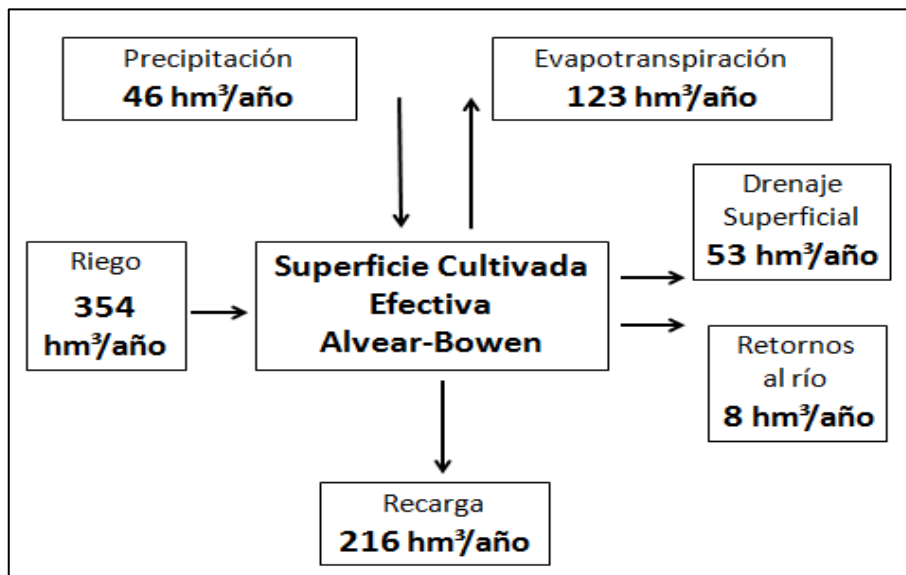 Precipitación
46 hm³/año
Evapotranspiración
123 hm³/año
Drenaje
Superficial
53 hm³/año
Riego
354
hm³/año
Superficie Cultivada
Efectiva
Alvear-Bowen
Retornos
al río
8 hm³/año
Recarga
216 hm³/año